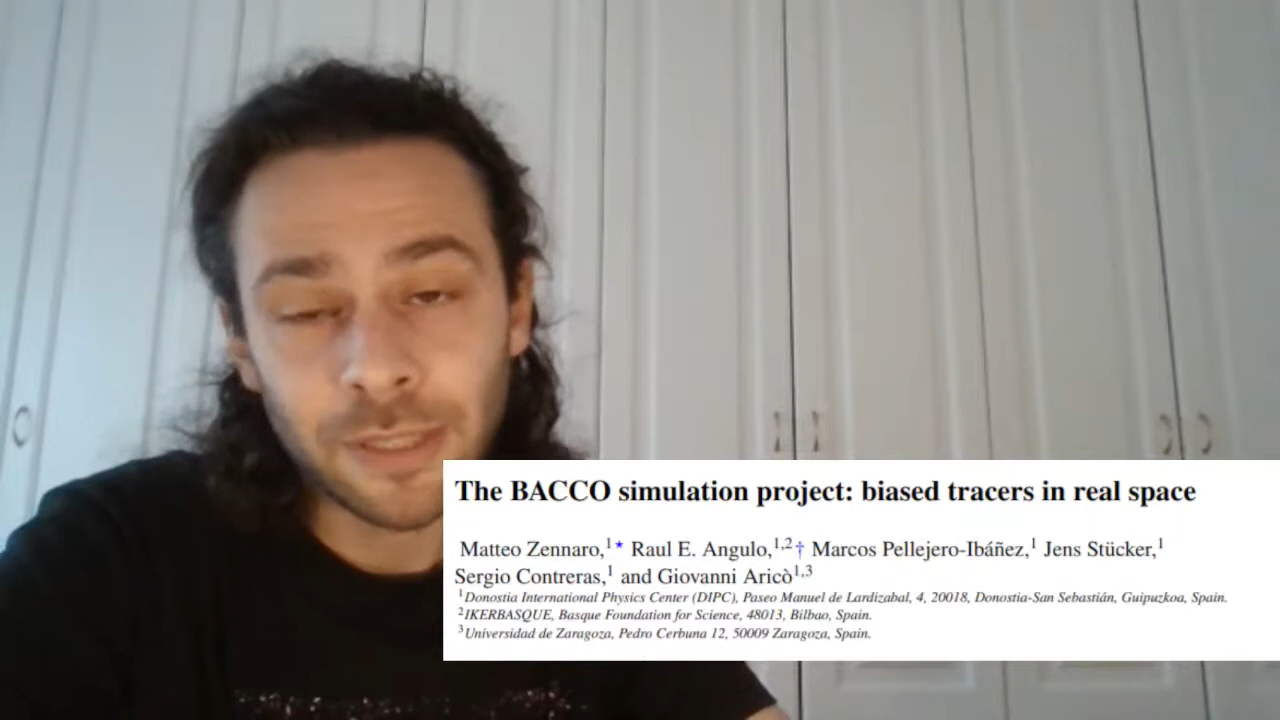 The BACCO simulation project: biased tracers in real space
Matteo Zennaro,¹⋆ Raul E. Angulo,¹,²† Marcos Pellejero-Ibáñez,¹ Jens Stücker,¹
Sergio Contreras,¹ and Giovanni Aricò¹,³
¹Donostia International Physics Center (DIPC), Paseo Manuel de Lardizabal, 4, 20018, Donostia-San Sebastián, Guipuzkoa, Spain.
²IKERBASQUE, Basque Foundation for Science, 48013, Bilbao, Spain.
³Universidad de Zaragoza, Pedro Cerbuna 12, 50009 Zaragoza, Spain.